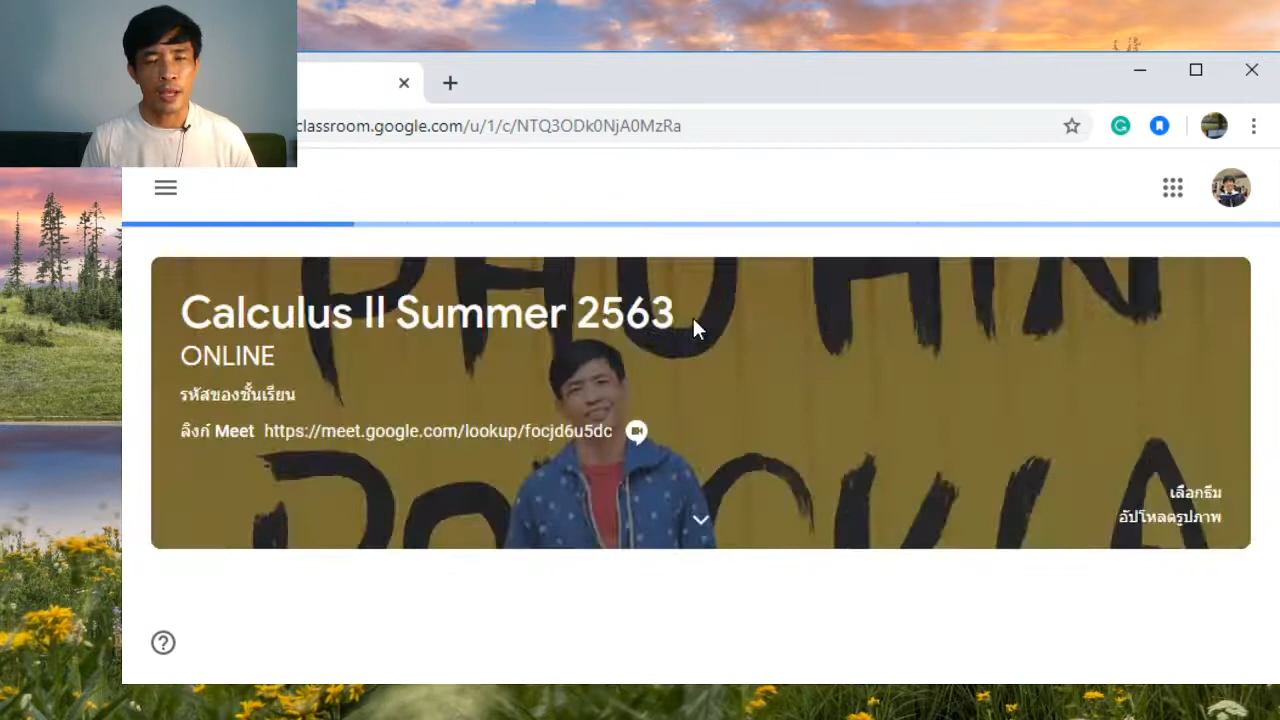 classroom.google.com/u/1/c/NTQ3ODk0NjA0MzRa
Calculus II Summer 2563
ONLINE
รหัสของชั้นเรียน
ลิงก์ Meet https://meet.google.com/lookup/focjd6u5dc
เลือกธีม
อัปโหลดรูปภาพ